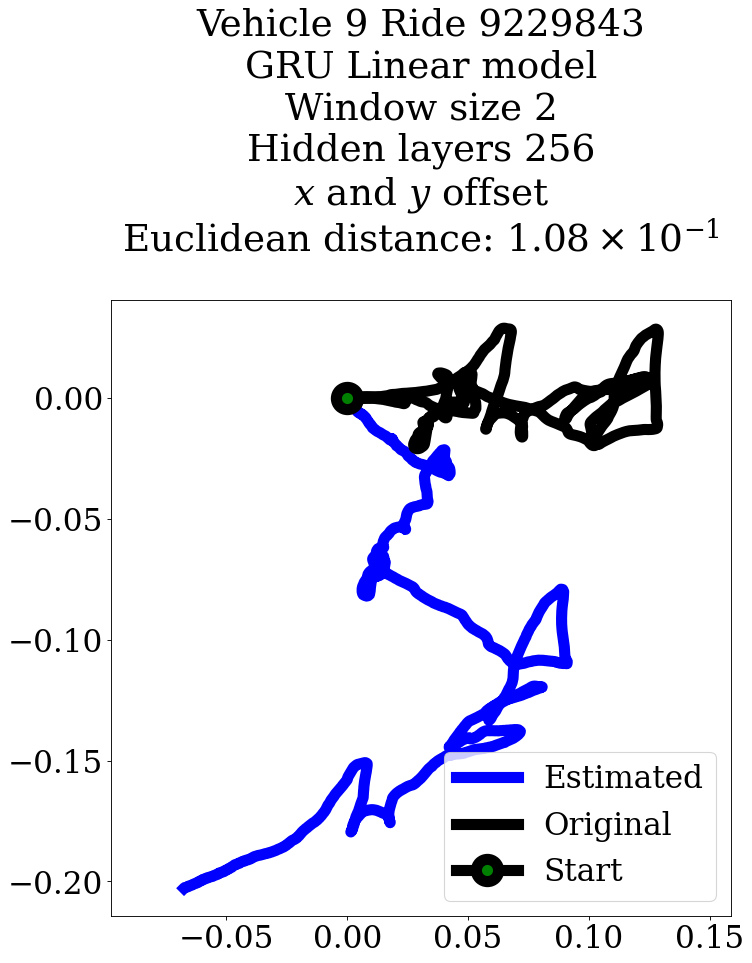 Vehicle 9 Ride 9229843
GRU Linear model
Window size 2
Hidden layers 256
x and y offset
Euclidean distance: 1.08 × 10⁻¹
0.00
−0.05
−0.10
−0.15
−0.20
Estimated
Original
Start
−0.05 0.00 0.05 0.10 0.15